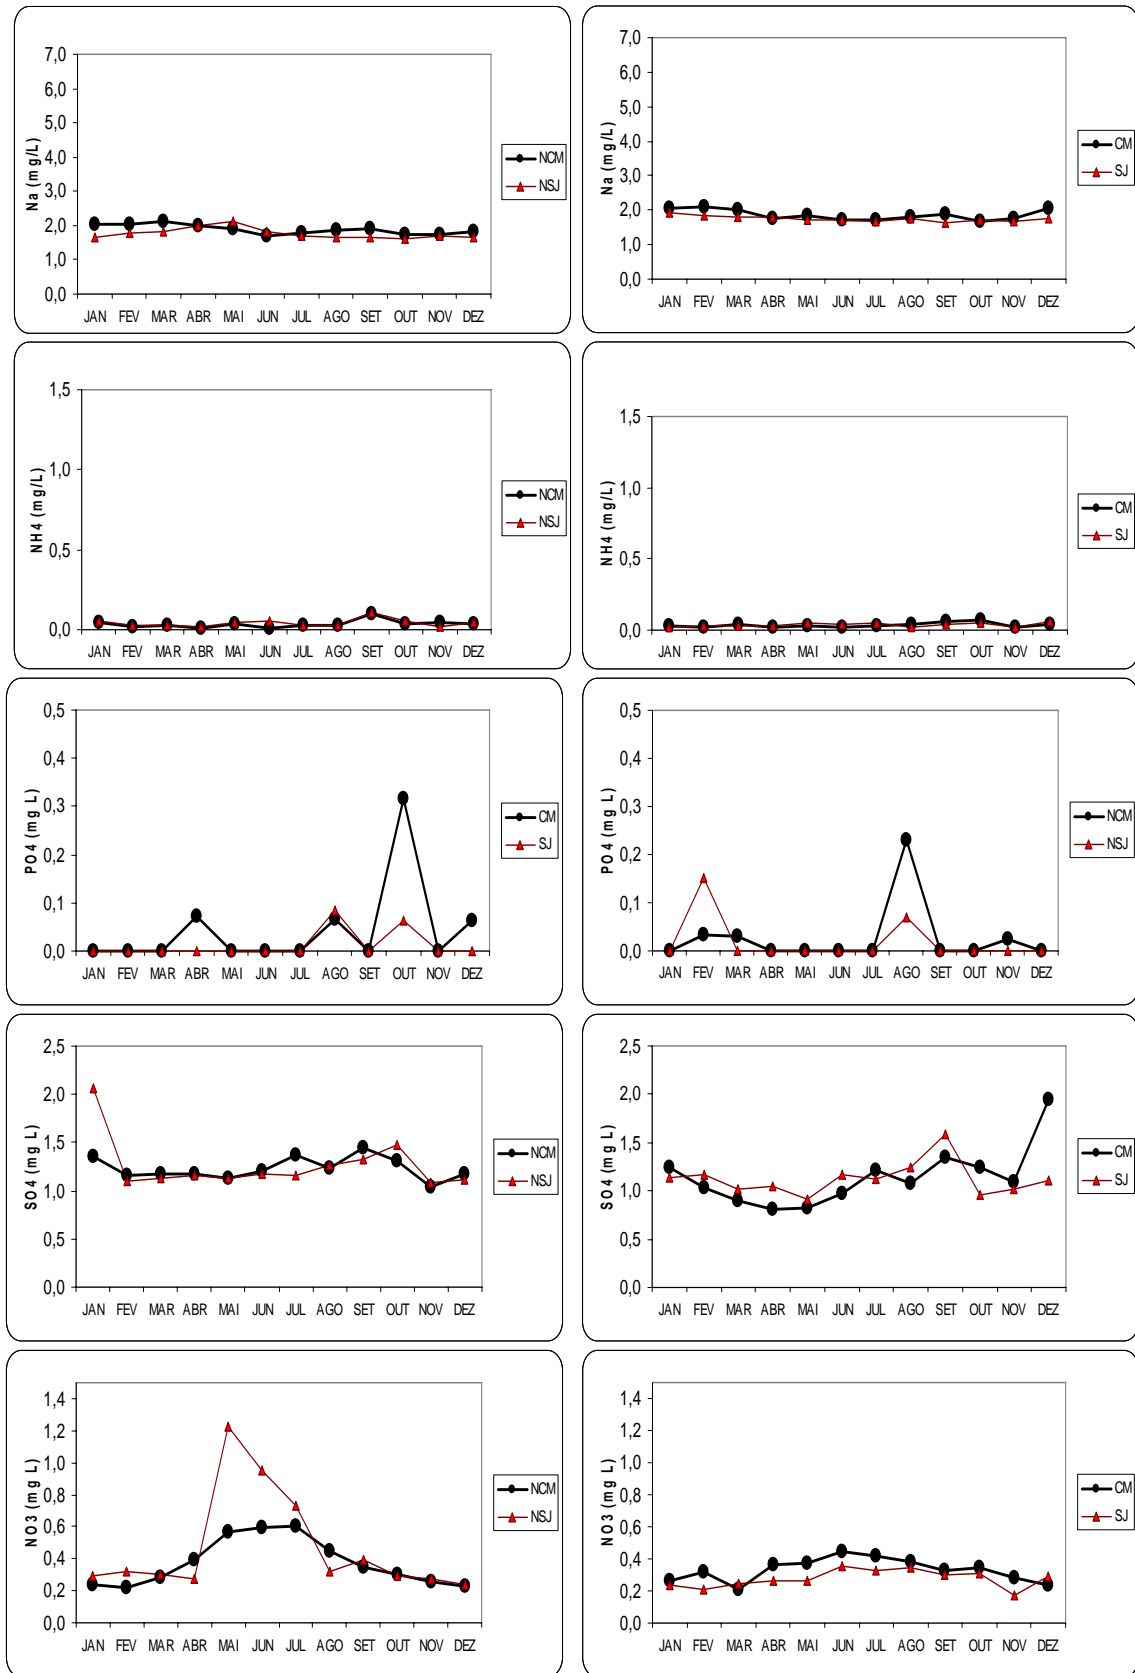 Na (mg/L)
7,0
6,0
5,0
4,0
3,0
2,0
1,0
0,0
JAN FEV MAR ABR MAI JUN JUL AGO SET OUT NOV DEZ
NCM
NSJ
Na (mg/L)
7,0
6,0
5,0
4,0
3,0
2,0
1,0
0,0
JAN FEV MAR ABR MAI JUN JUL AGO SET OUT NOV DEZ
CM
SJ
NH4 (mg/L)
1,5
1,0
0,5
0,0
JAN FEV MAR ABR MAI JUN JUL AGO SET OUT NOV DEZ
NCM
NSJ
NH4 (mg/L)
1,5
1,0
0,5
0,0
JAN FEV MAR ABR MAI JUN JUL AGO SET OUT NOV DEZ
CM
SJ
PO4 (mg L)
0,5
0,4
0,3
0,2
0,1
0,0
JAN FEV MAR ABR MAI JUN JUL AGO SET OUT NOV DEZ
CM
SJ
PO4 (mg L)
0,5
0,4
0,3
0,2
0,1
0,0
JAN FEV MAR ABR MAI JUN JUL AGO SET OUT NOV DEZ
NCM
NSJ
SO4 (mg L)
2,5
2,0
1,5
1,0
0,5
0,0
JAN FEV MAR ABR MAI JUN JUL AGO SET OUT NOV DEZ
NCM
NSJ
SO4 (mg L)
2,5
2,0
1,5
1,0
0,5
0,0
JAN FEV MAR ABR MAI JUN JUL AGO SET OUT NOV DEZ
CM
SJ
NO3 (mg L)
1,4
1,2
1,0
0,8
0,6
0,4
0,2
0,0
JAN FEV MAR ABR MAI JUN JUL AGO SET OUT NOV DEZ
NCM
NSJ
NO3 (mg L)
1,4
1,2
1,0
0,8
0,6
0,4
0,2
0,0
JAN FEV MAR ABR MAI JUN JUL AGO SET OUT NOV DEZ
CM
SJ